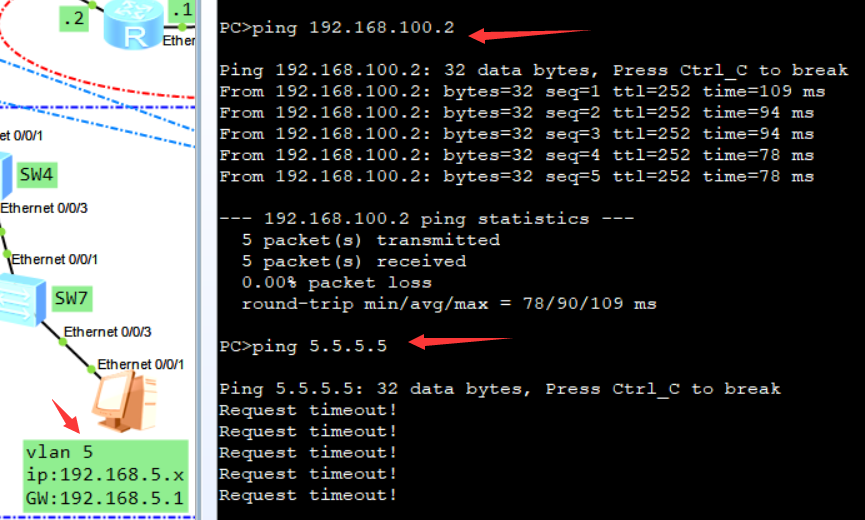 .2
.1
R
Ether
et 0/0/1
SW4
Ethernet 0/0/3
Ethernet 0/0/1
SW7
Ethernet 0/0/3
Ethernet 0/0/1
vlan 5
ip:192.168.5.x
GW:192.168.5.1
PC>ping 192.168.100.2
Ping 192.168.100.2: 32 data bytes, Press Ctrl_C to break
From 192.168.100.2: bytes=32 seq=1 ttl=252 time=109 ms
From 192.168.100.2: bytes=32 seq=2 ttl=252 time=94 ms
From 192.168.100.2: bytes=32 seq=3 ttl=252 time=94 ms
From 192.168.100.2: bytes=32 seq=4 ttl=252 time=78 ms
From 192.168.100.2: bytes=32 seq=5 ttl=252 time=78 ms
--- 192.168.100.2 ping statistics ---
5 packet(s) transmitted
5 packet(s) received
0.00% packet loss
round-trip min/avg/max = 78/90/109 ms
PC>ping 5.5.5.5
Ping 5.5.5.5: 32 data bytes, Press Ctrl_C to break
Request timeout!
Request timeout!
Request timeout!
Request timeout!
Request timeout!